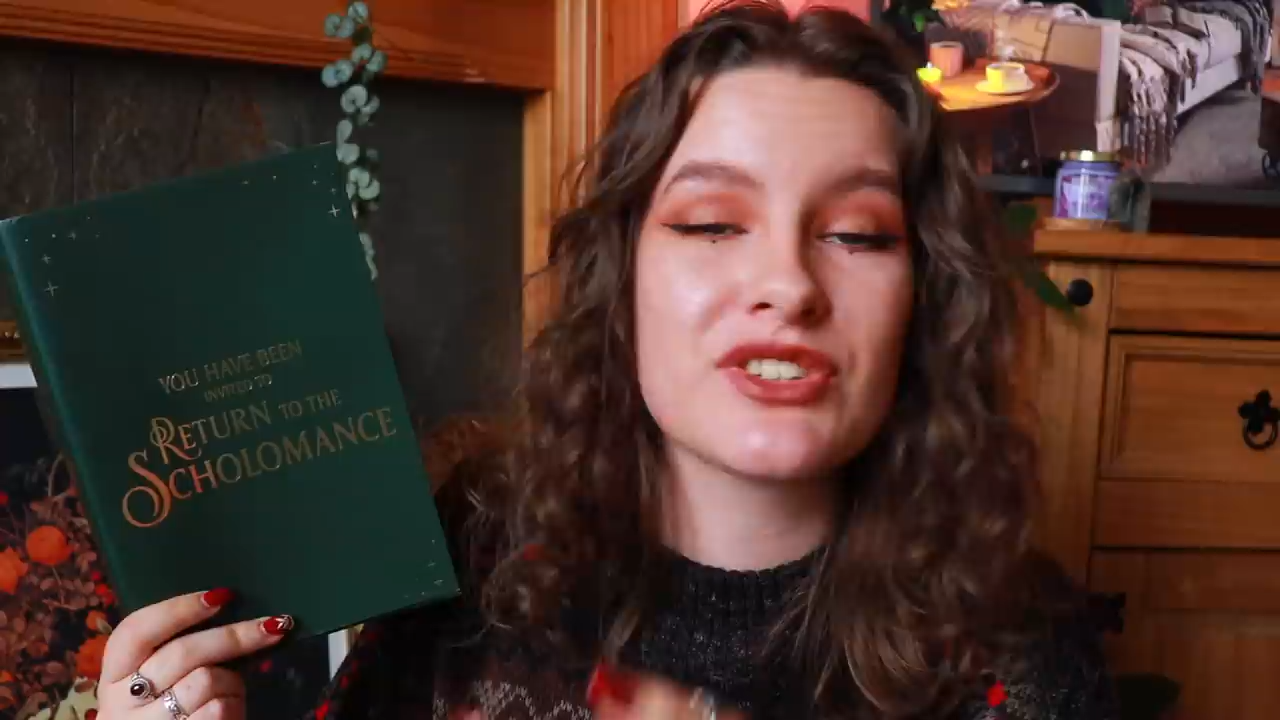 YOU HAVE BEEN
INVITED TO
RETURN TO THE
SCHOLOMANCE